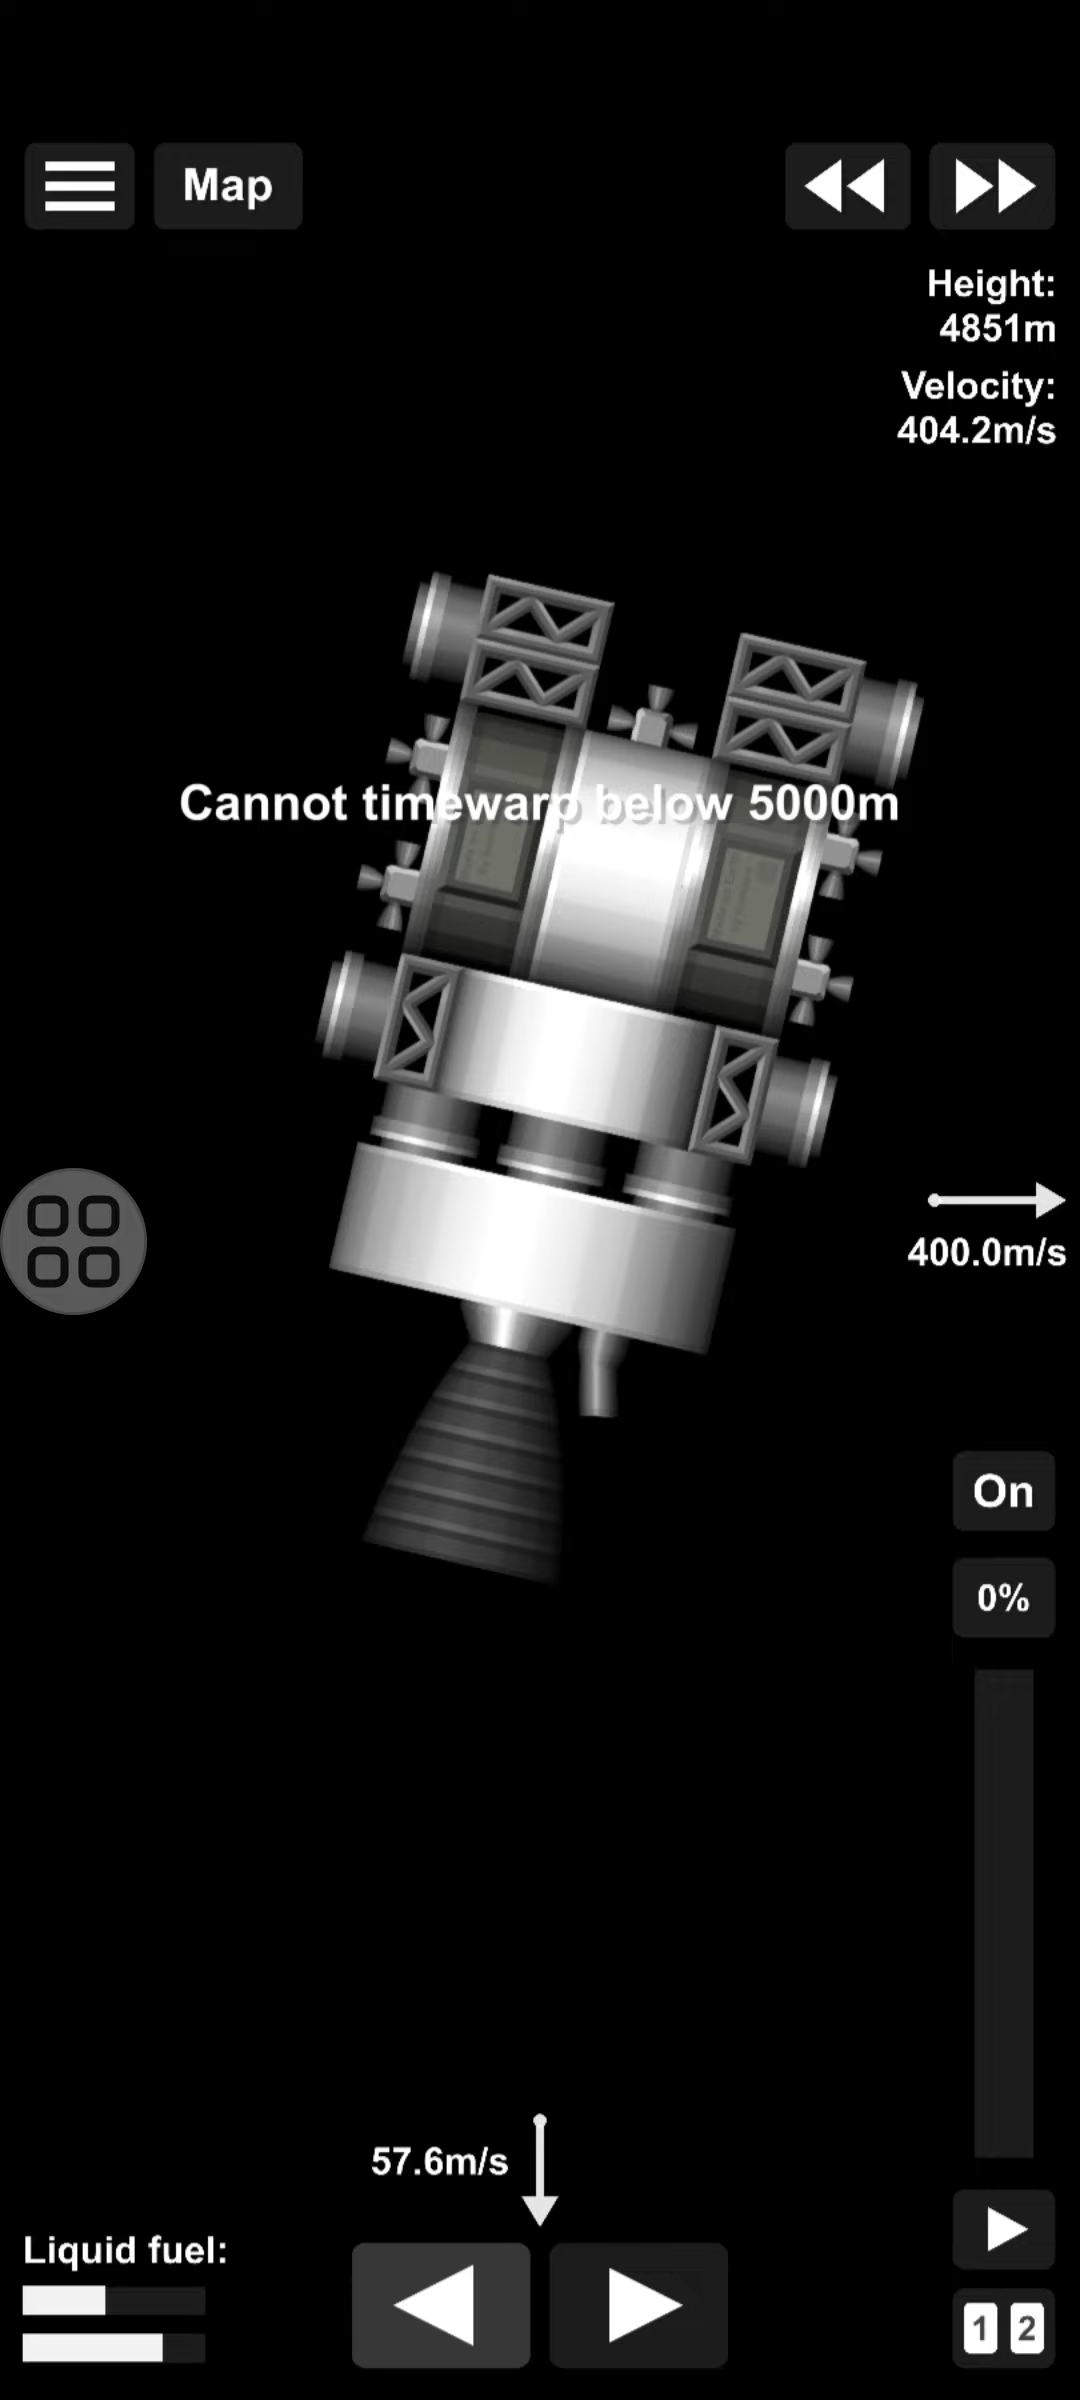 Map
Height:
4851m
Velocity:
404.2m/s
Cannot timewarp below 5000m
400.0m/s
On
0%
57.6m/s
Liquid fuel:
1 2